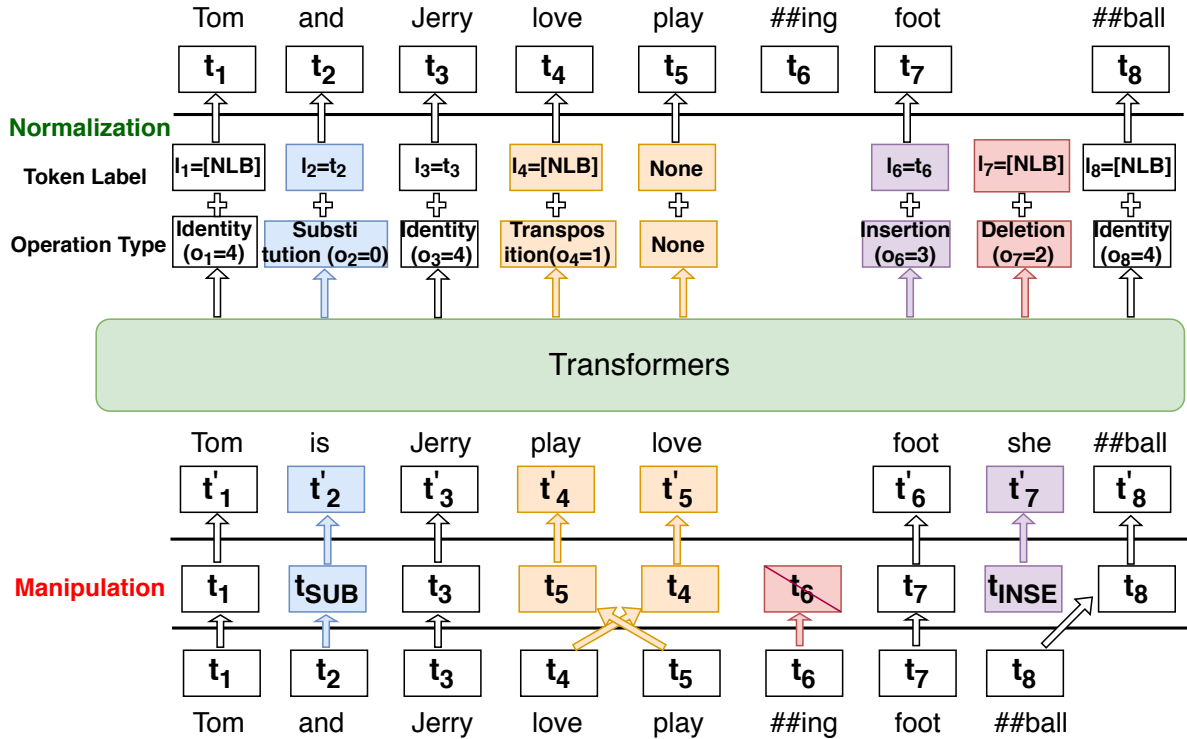 Tom and Jerry love play ##ing foot ##ball
t1 t2 t3 t4 t5 t6 t7 t8
Normalization
Token Label l1=[NLB] l2=t2 l3=t3 l4=[NLB] None l6=t6 l7=[NLB] l8=[NLB]
Operation Type Identity (o1=4) Substi tution (o2=0) Identity (o3=4) Transpos ition(o4=1) None Insertion (o6=3) Deletion (o7=2) Identity (o8=4)
Transformers
Tom is Jerry play love foot she ##ball
t'1 t'2 t'3 t'4 t'5 t'6 t'7 t'8
Manipulation t1 tSUB t3 t5 t4 t6 t7 tINSE t8
t1 t2 t3 t4 t5 t6 t7 t8
Tom and Jerry love play ##ing foot ##ball